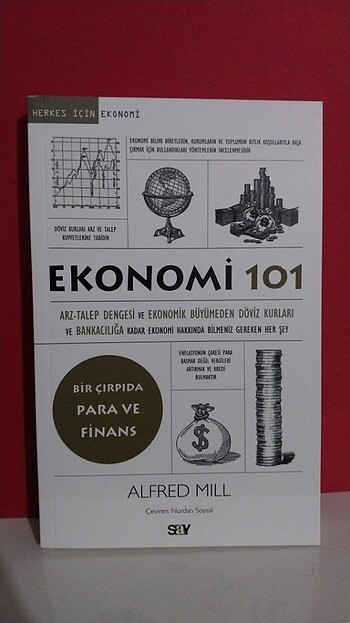 HERKES İÇİN EKONOMİ
EKONOMİ BİLİMİ BİREYLERİN, KURUMLARIN VE TOPLUMUN KITLIK KOŞULLARIYLA BAŞA
ÇIKMAK İÇİN KULLANDIKLARI YÖNTEMLERİN İNCELENMESİDİR
DÖVİZ KURLARI ARZ VE TALEP
KUVVETLERİNE TABİDİR
EKONOMİ 101
ARZ-TALEP DENGESİ VE EKONOMİK BÜYÜMEDEN DÖVİZ KURLARI
VE BANKACILIĞA KADAR EKONOMİ HAKKINDA BİLMENİZ GEREKEN HER ŞEY
ENFLASYONUN ÇARESİ PARA
BASMAK DEĞİL VERGİLERİ
ARTIRMAK VE KREDİ
BULMAKTIR
BİR ÇIRPIDA
PARA VE
FİNANS
$
ALFRED MILL
Çeviren: Nurdan Soysal
say